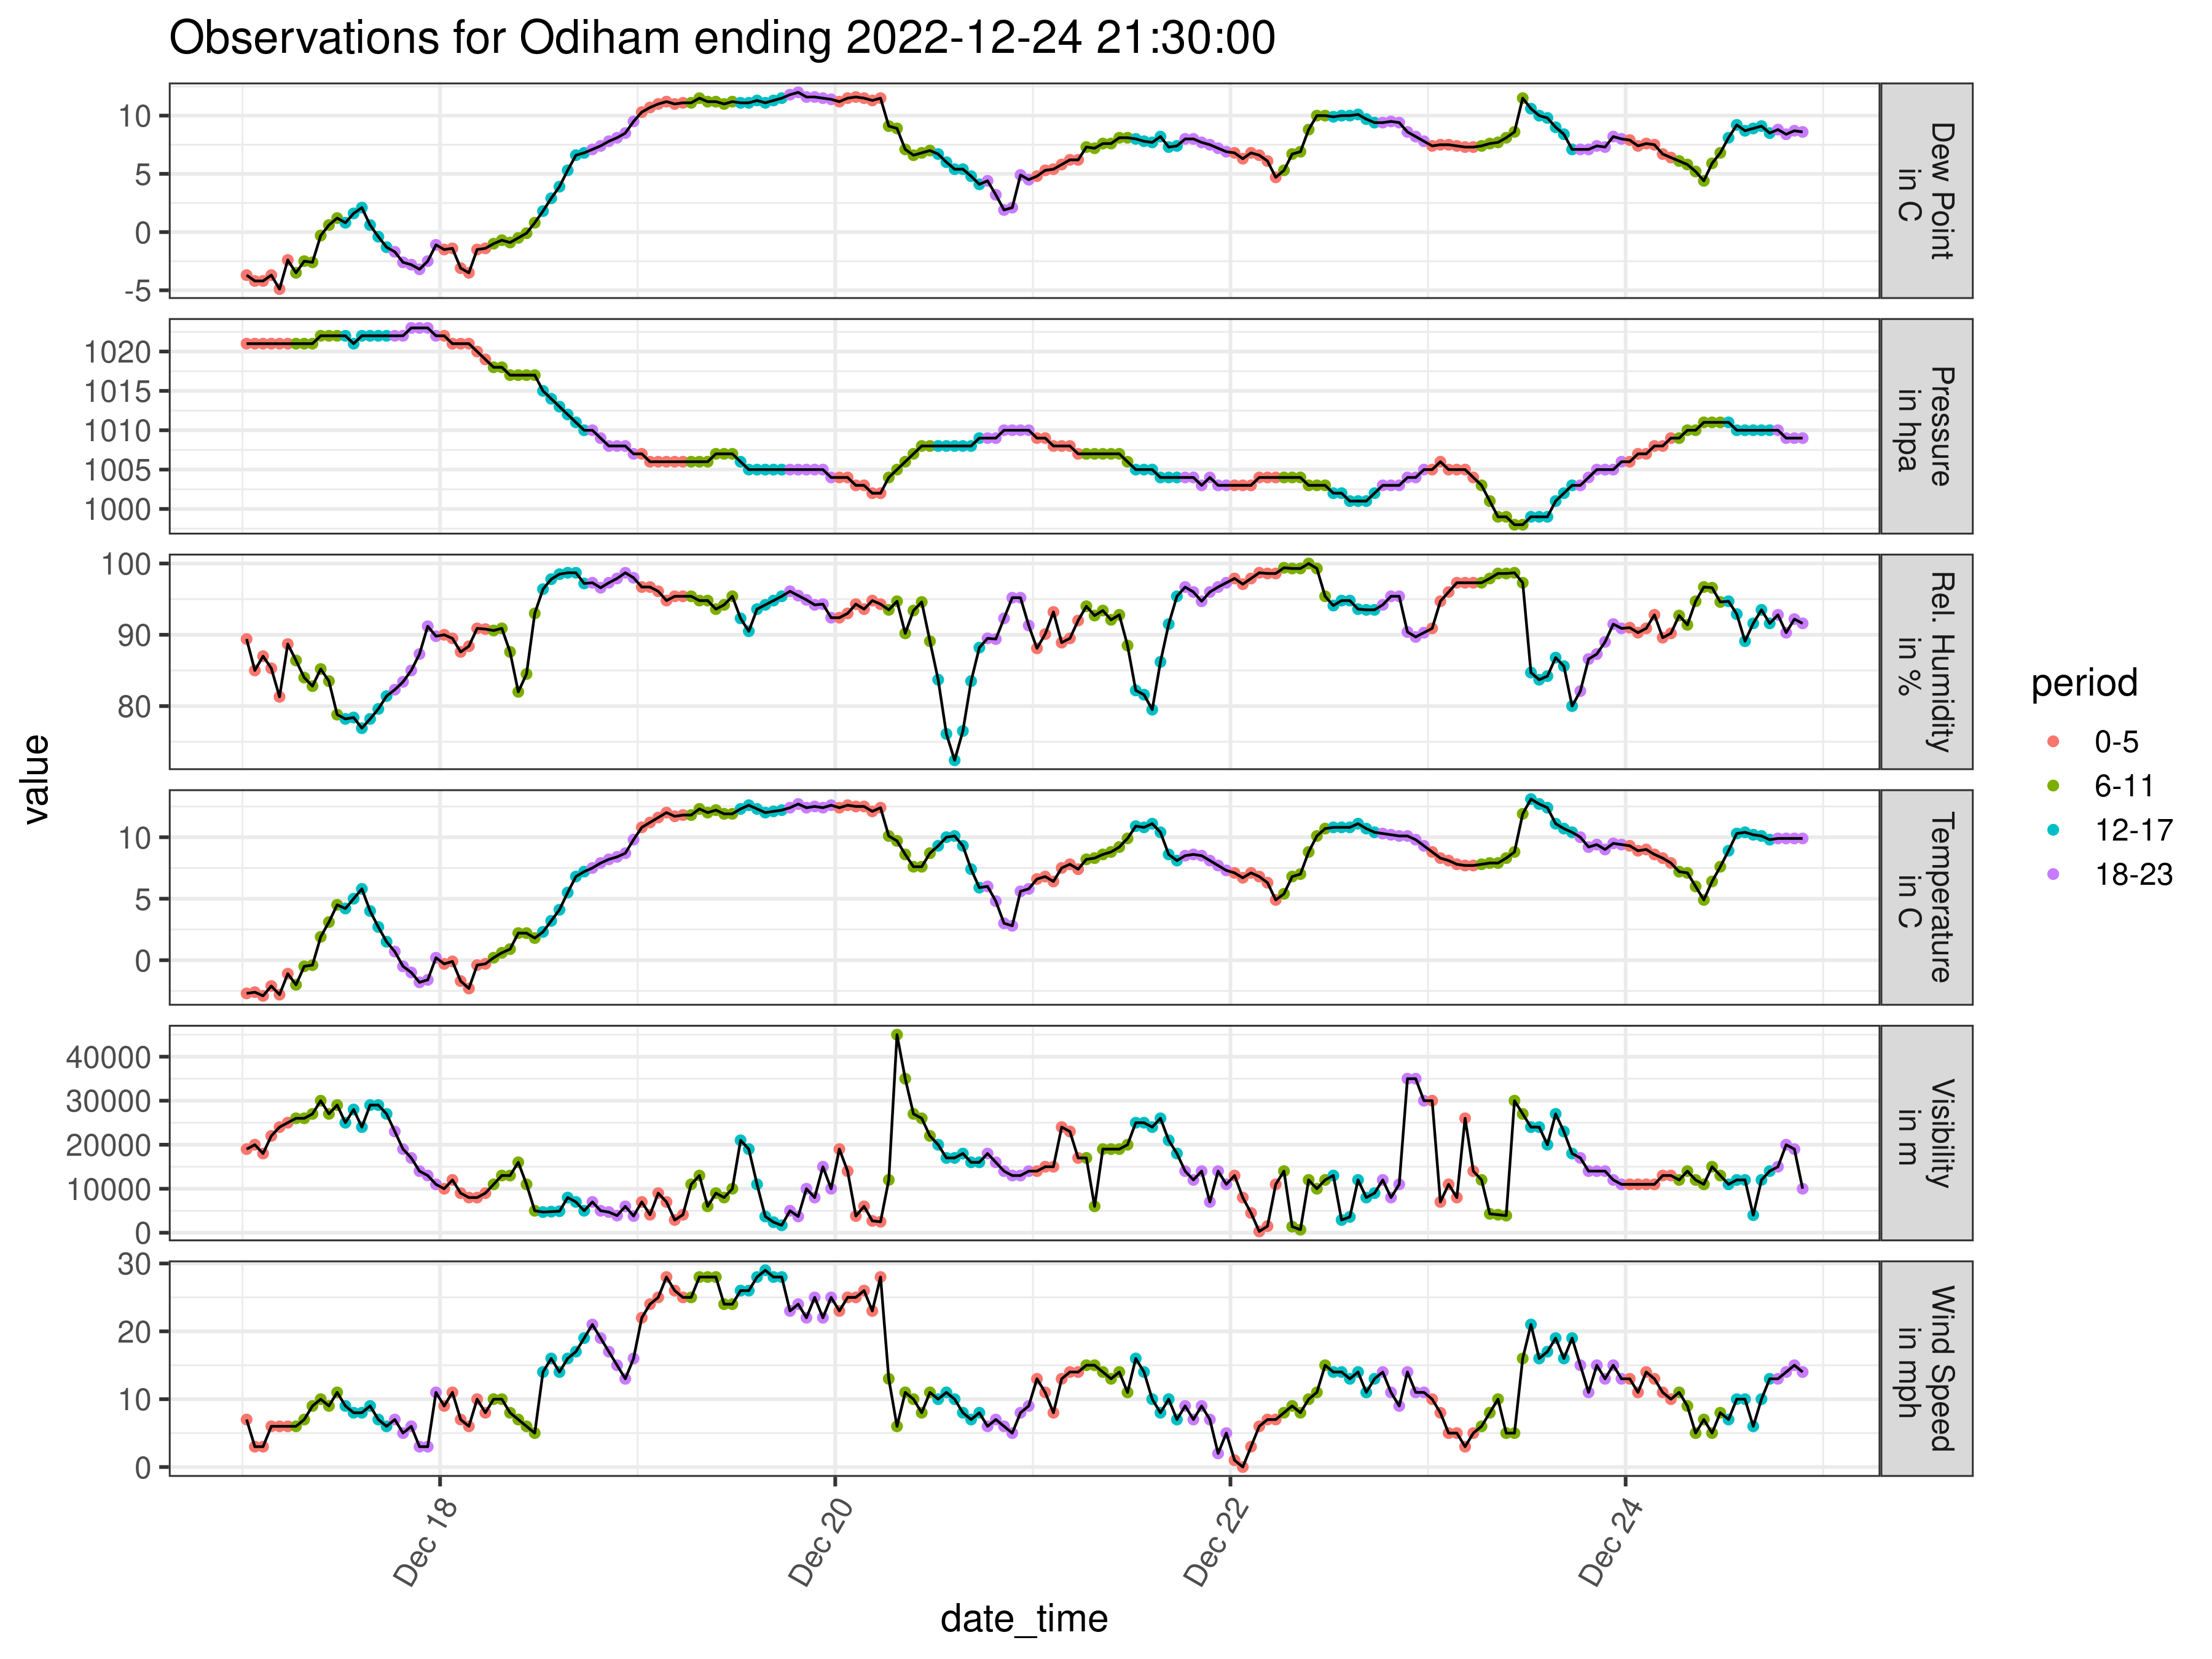 Observations for Odiham ending 2022-12-24 21:30:00
value
10
5
0
-5
Dew Point
in C
1020
1015
1010
1005
1000
Pressure
in hpa
100
90
80
Rel. Humidity
in %
10
5
0
Temperature
in C
40000
30000
20000
10000
0
Visibility
in m
30
20
10
0
Wind Speed
in mph
Dec 18
Dec 20
Dec 22
Dec 24
date_time
period
0-5
6-11
12-17
18-23